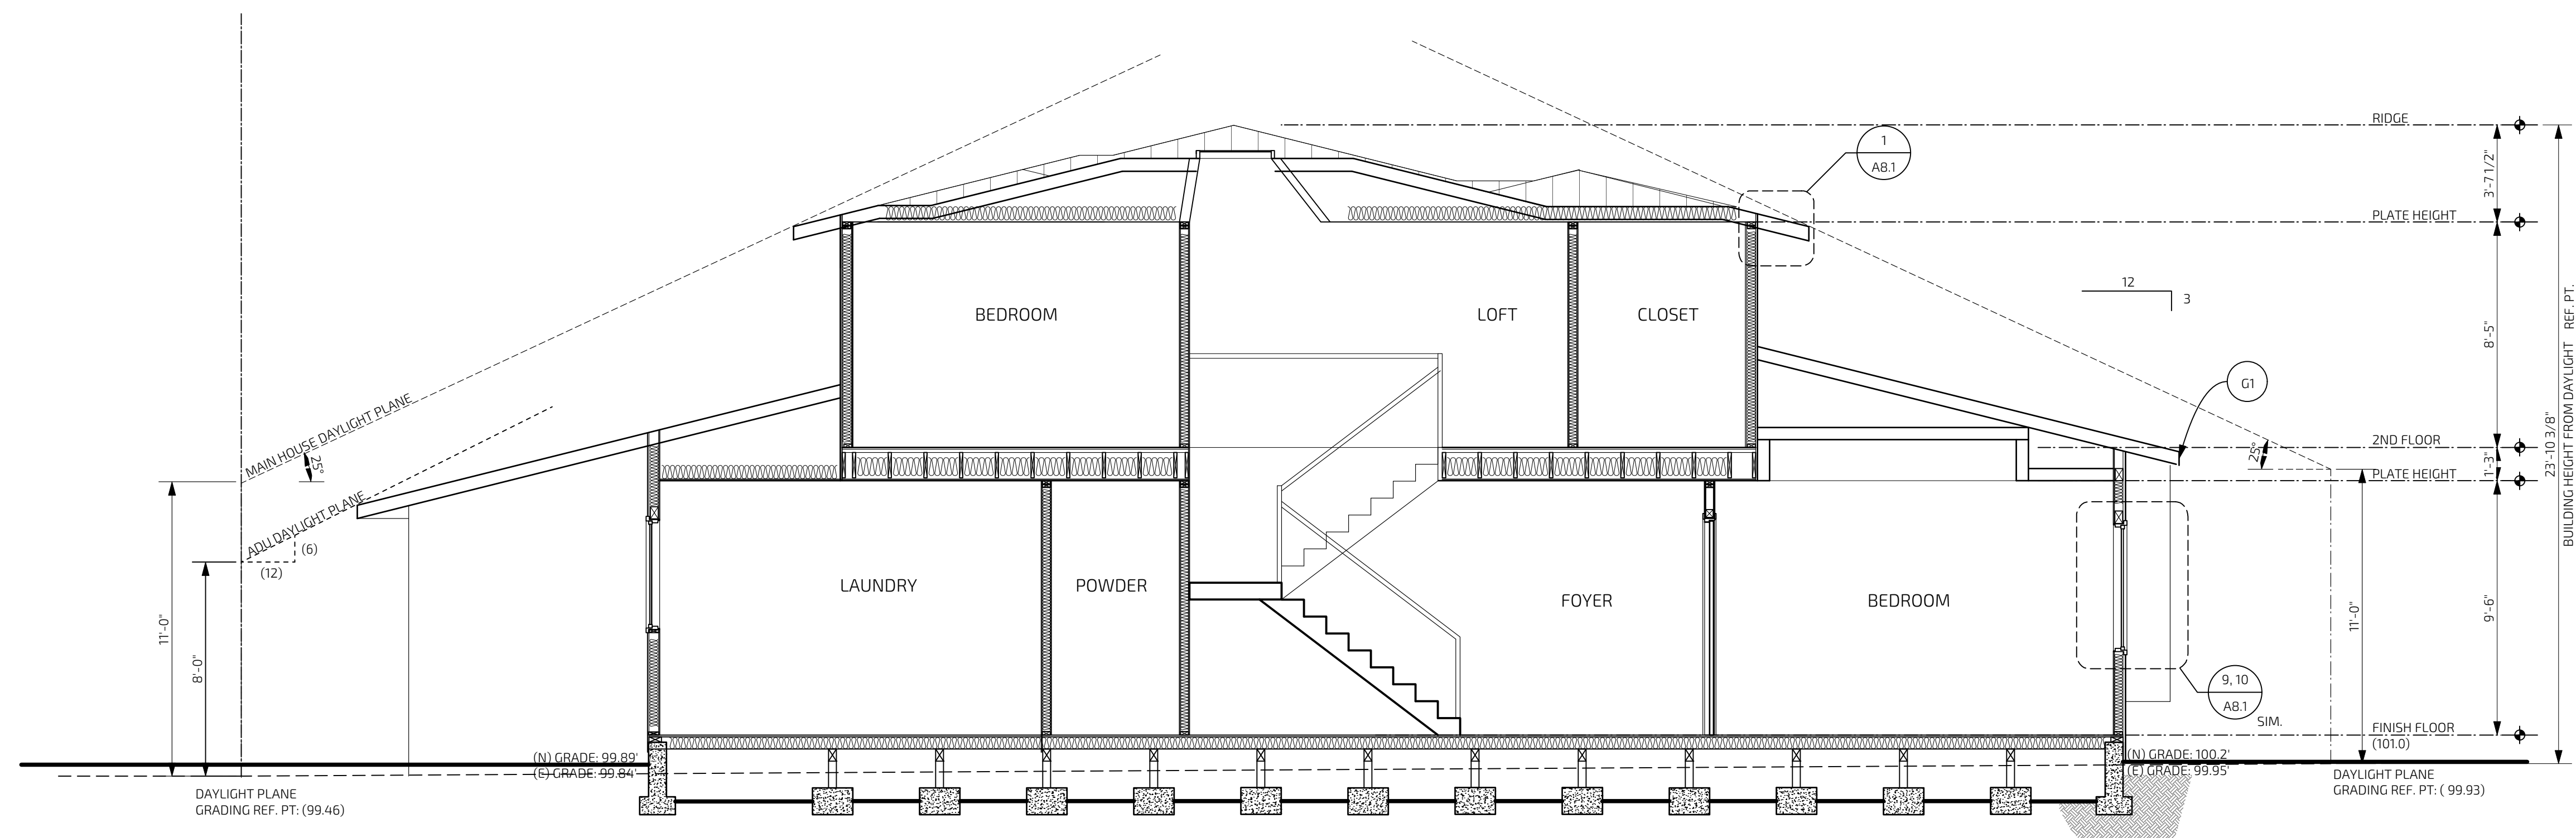 RIDGE
1
A8.1
3'-7 1/2"
PLATE HEIGHT
12
3
BEDROOM
LOFT
CLOSET
8'-5"
BUILDING HEIGHT FROM DAYLIGHT REF. PT.
23'-10 3/8"
G1
MAIN HOUSE DAYLIGHT PLANE
25°
25°
2ND FLOOR
1'-3"
PLATE HEIGHT
ADU DAYLIGHT PLANE
(6)
(12)
LAUNDRY
POWDER
FOYER
BEDROOM
11'-0"
8'-0"
11'-0"
9'-6"
9, 10
A8.1
SIM.
FINISH FLOOR
(101.0)
(N) GRADE: 99.89'
(E) GRADE: 99.84'
(N) GRADE: 100.2'
(E) GRADE: 99.95'
DAYLIGHT PLANE
GRADING REF. PT: (99.46)
DAYLIGHT PLANE
GRADING REF. PT: ( 99.93)